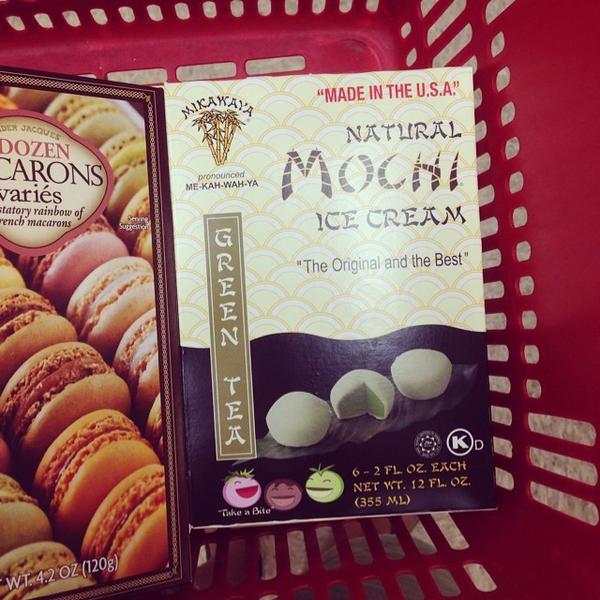 DER JACQUES'
DOZEN
CARONS
variés
statory rainbow of
rench macarons
Serving
Suggestion
WT. 4.2 OZ (120g)
MIKAWAYA
pronounced
ME-KAH-WAH-YA
"MADE IN THE U.S.A."
NATURAL
MOCHI
ICE CREAM
"The Original and the Best"
GREEN TEA
K D
"Take a Bite"
6 - 2 FL. OZ. EACH
NET WT. 12 FL. OZ.
(355 ML)